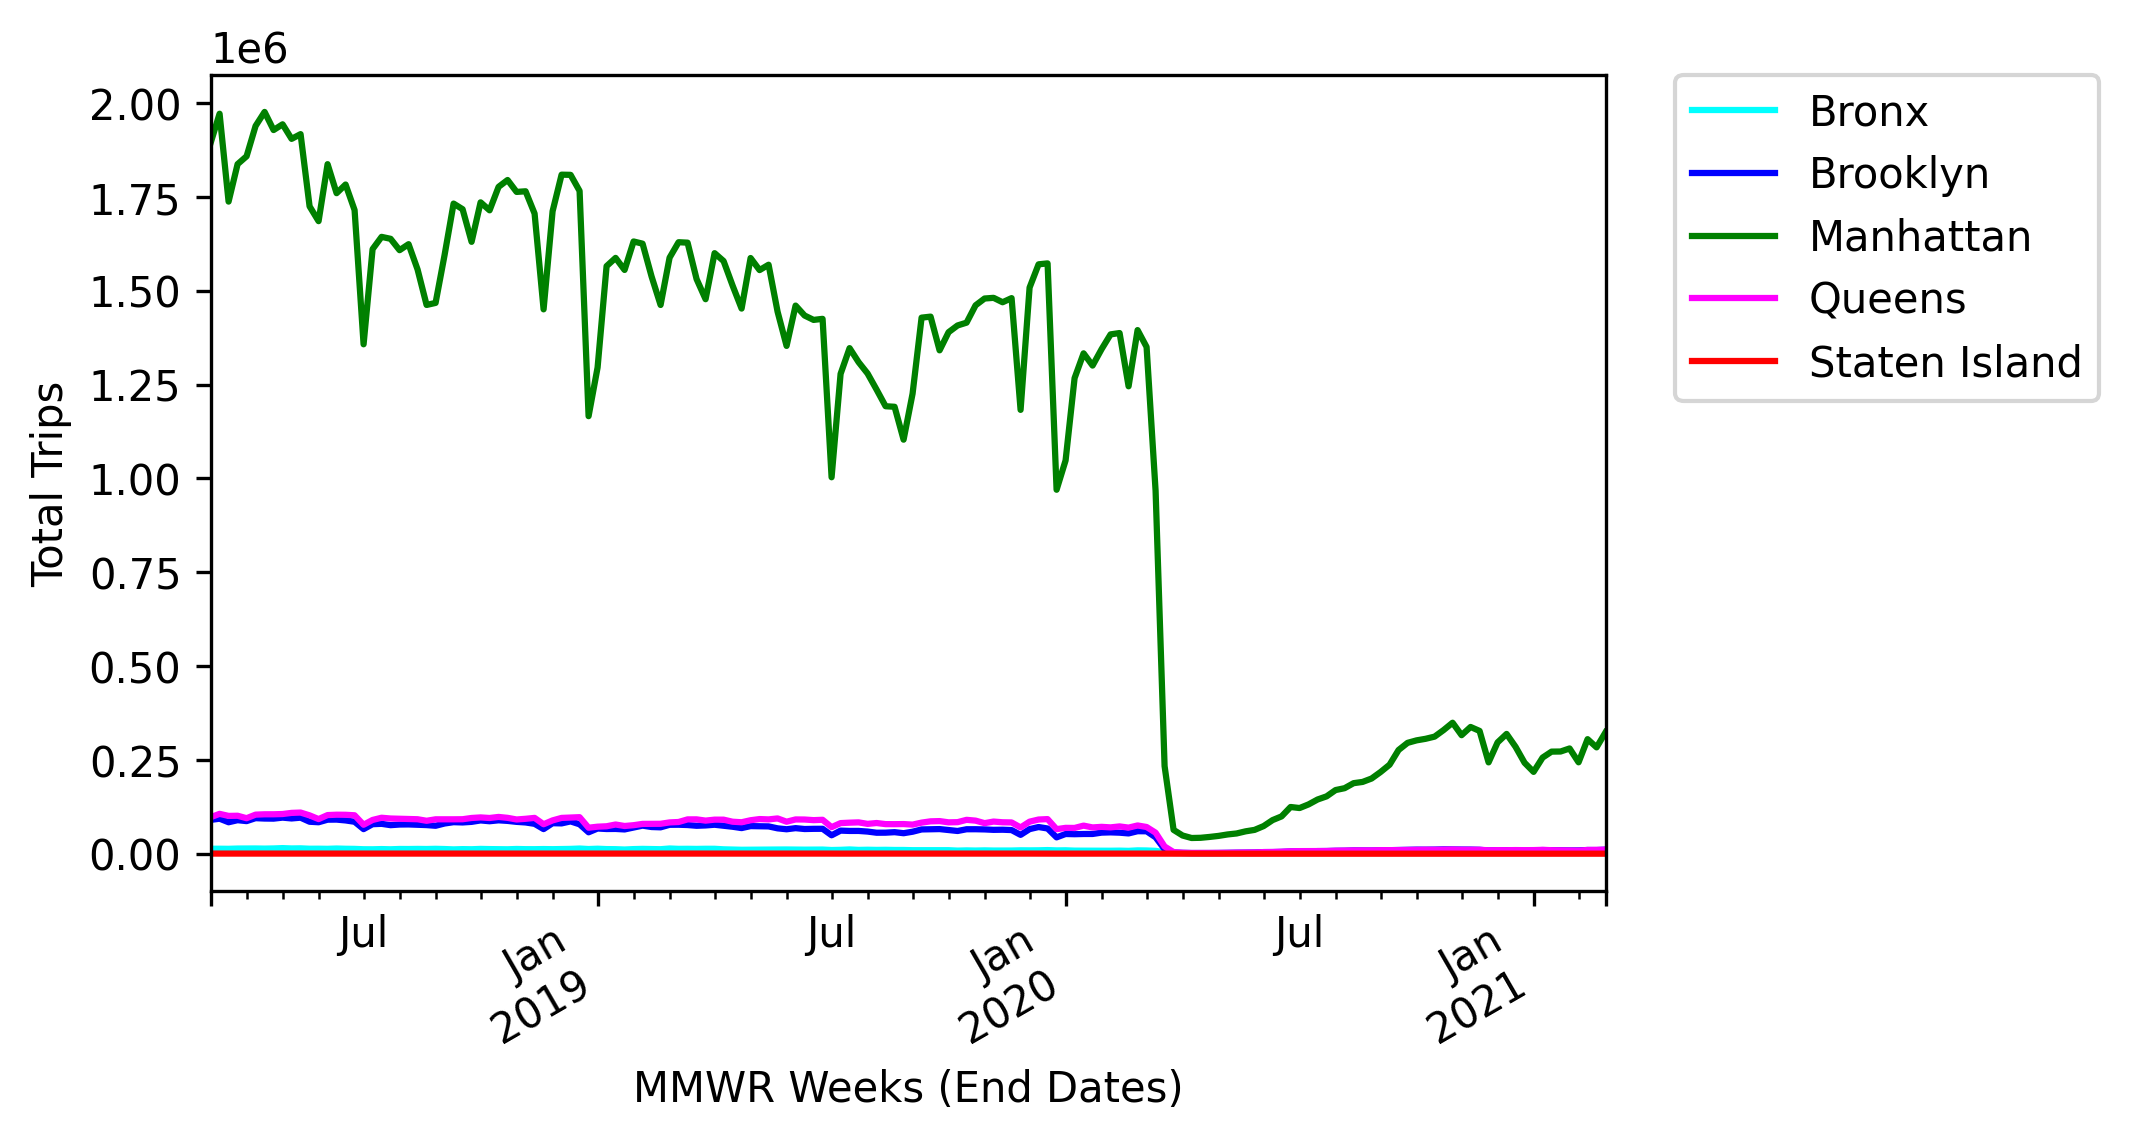 1e6
2.00
1.75
1.50
1.25
1.00
0.75
0.50
0.25
0.00
Total Trips
Jul
Jan
2019
Jul
Jan
2020
Jul
Jan
2021
MMWR Weeks (End Dates)
Bronx
Brooklyn
Manhattan
Queens
Staten Island